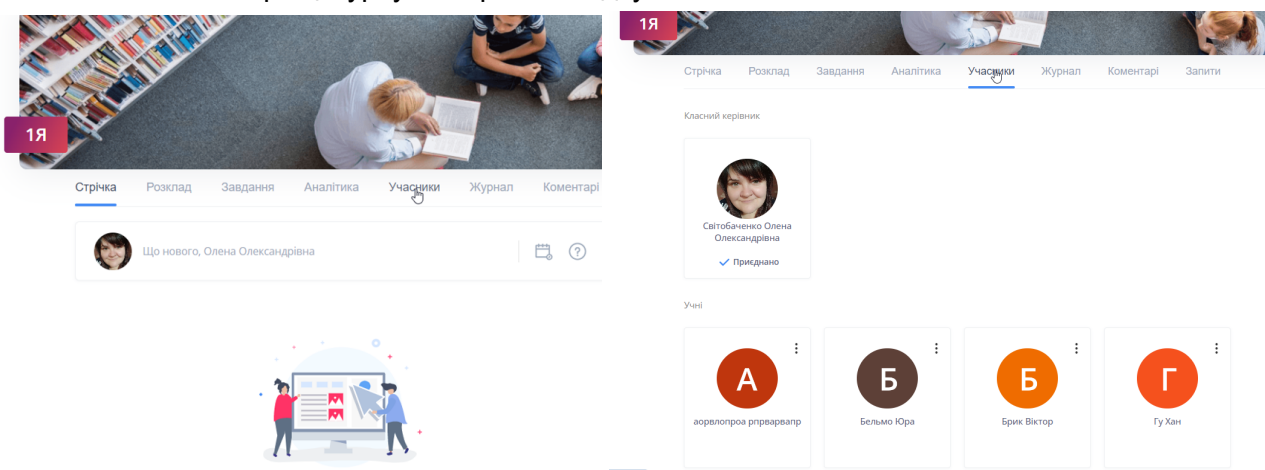 1Я
Стрічка Розклад Завдання Аналітика Учасники Журнал Коментарі
Що нового, Олена Олександрівна
1Я
Стрічка Розклад Завдання Аналітика Учасники Журнал Коментарі Запити
Класний керівник
Світобаченко Олена
Олександрівна
Приєднано
Учні
А
аорвлопроа рпрварвапр
Б
Бельмо Юра
Б
Брик Віктор
Г
Гу Хан